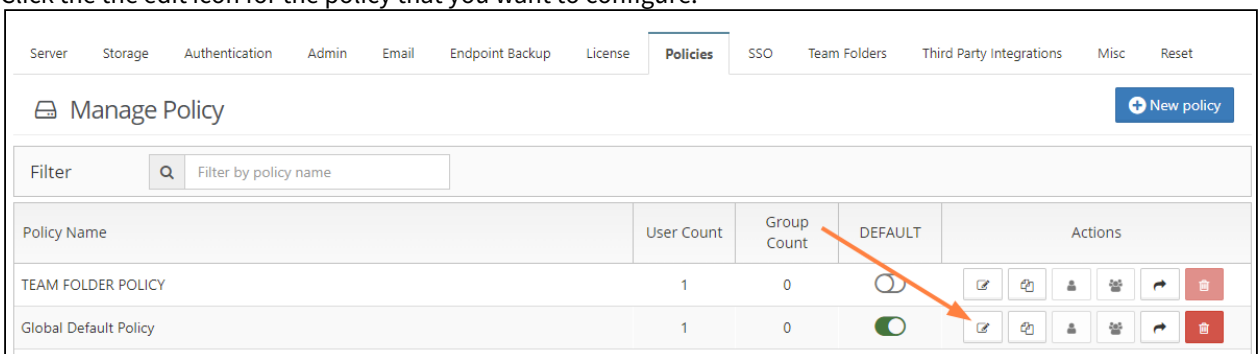 Click the the edit icon for the policy that you want to configure.
Server Storage Authentication Admin Email Endpoint Backup License Policies SSO Team Folders Third Party Integrations Misc Reset
Manage Policy
New policy
Filter Filter by policy name
Policy Name User Count Group Count DEFAULT Actions
TEAM FOLDER POLICY 1 0
Global Default Policy 1 0